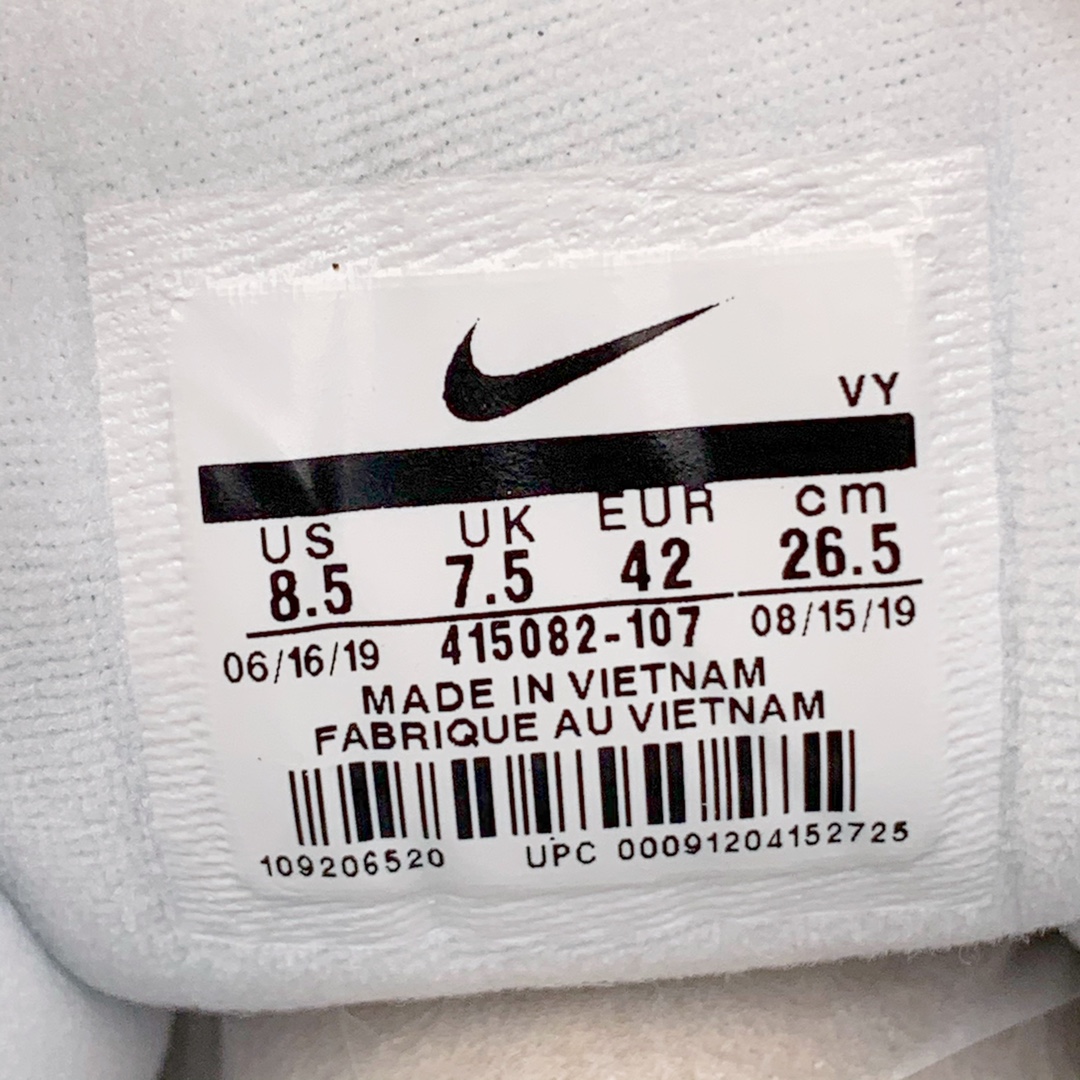 VY
US UK EUR cm
8.5 7.5 42 26.5
06/16/19 415082-107 08/15/19
MADE IN VIETNAM
FABRIQUE AU VIETNAM
109206520 UPC 00091204152725